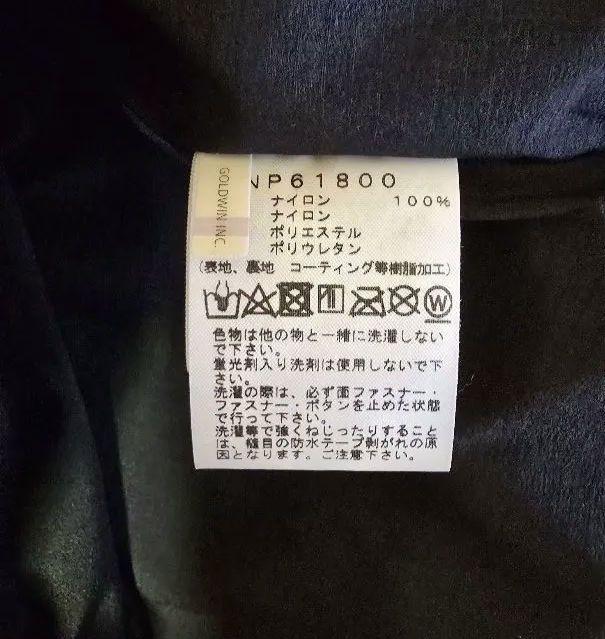 GOLDWIN INC.
NP61800
ナイロン 100%
ナイロン
ポリエステル
ポリウレタン
(表地、裏地 コーティング等樹脂加工)
W
色物は他の物と一緒に洗濯しない
で下さい。
蛍光剤入り洗剤は使用しないで下
さい。
洗濯の際は、必ず面ファスナー・
ファスナー・ボタンを止めた状態
で行って下さい。
洗濯等で強くねじったりすること
は、縫目の防水テープ剥がれの原
因となります。ご注意下さい。